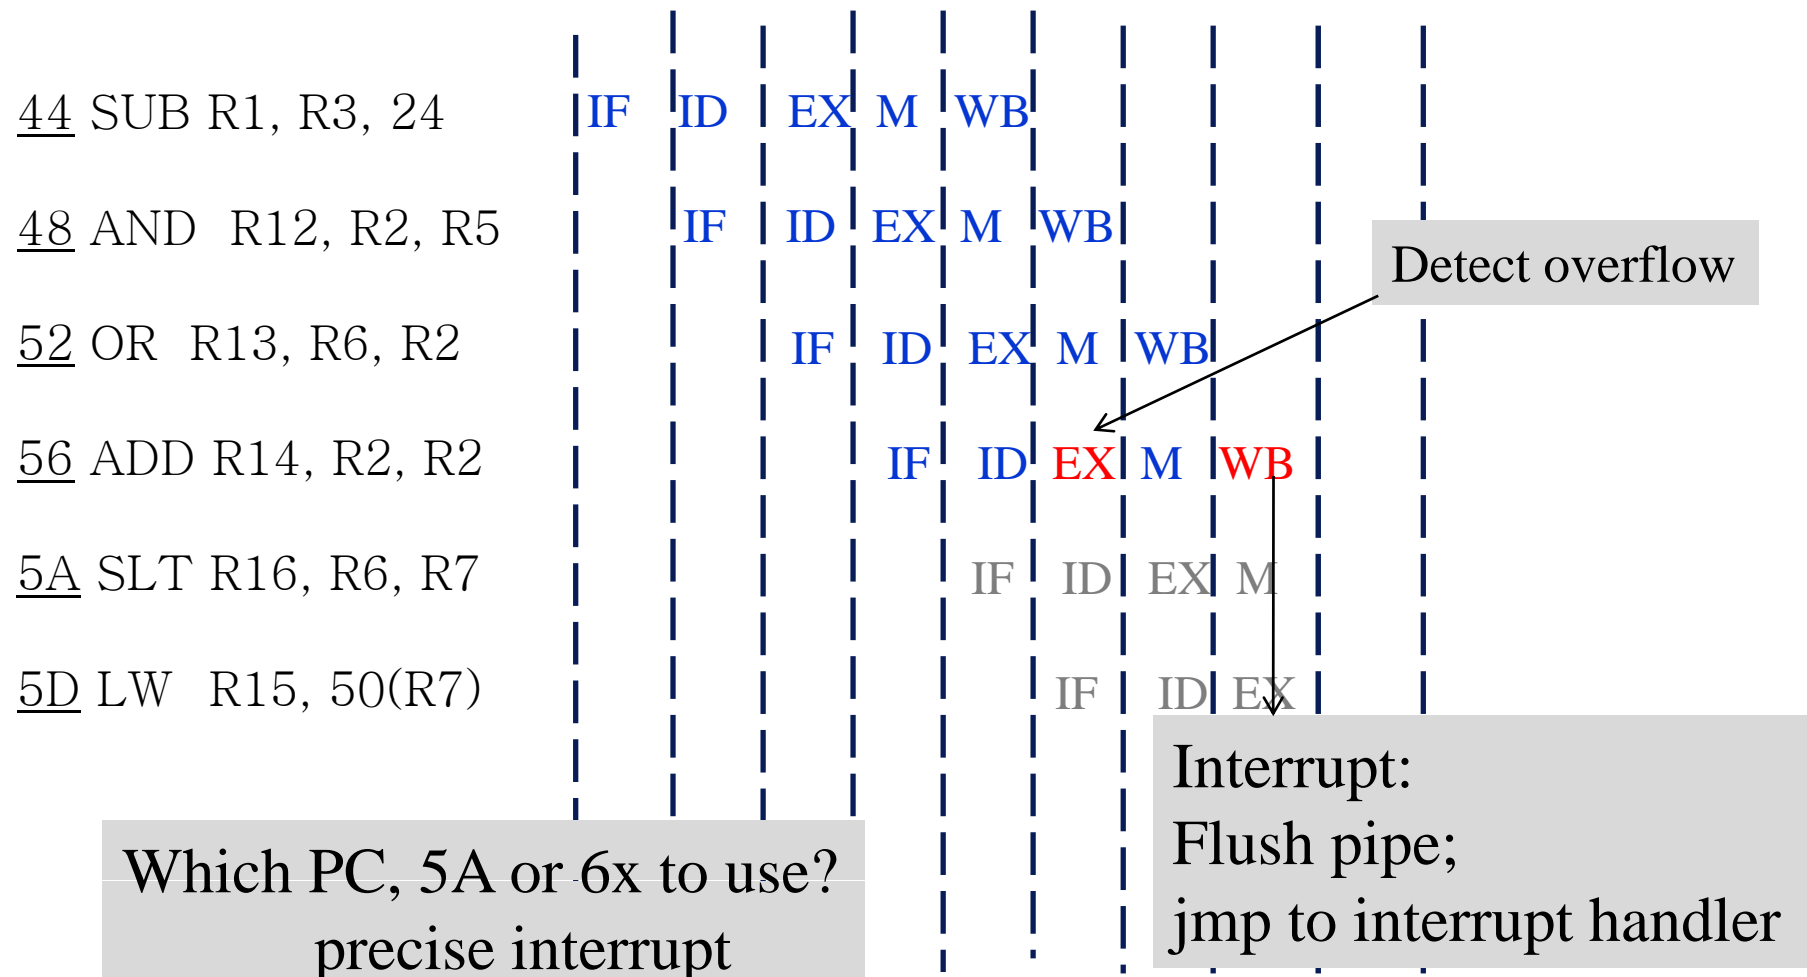 44 SUB R1, R3, 24 IF ID EX M WB
48 AND R12, R2, R5 IF ID EX M WB
Detect overflow
52 OR R13, R6, R2 IF ID EX M WB
56 ADD R14, R2, R2 IF ID EX M WB
5A SLT R16, R6, R7 IF ID EX M
5D LW R15, 50(R7) IF ID EX
Interrupt:
Flush pipe;
jmp to interrupt handler
Which PC, 5A or 6x to use?
precise interrupt